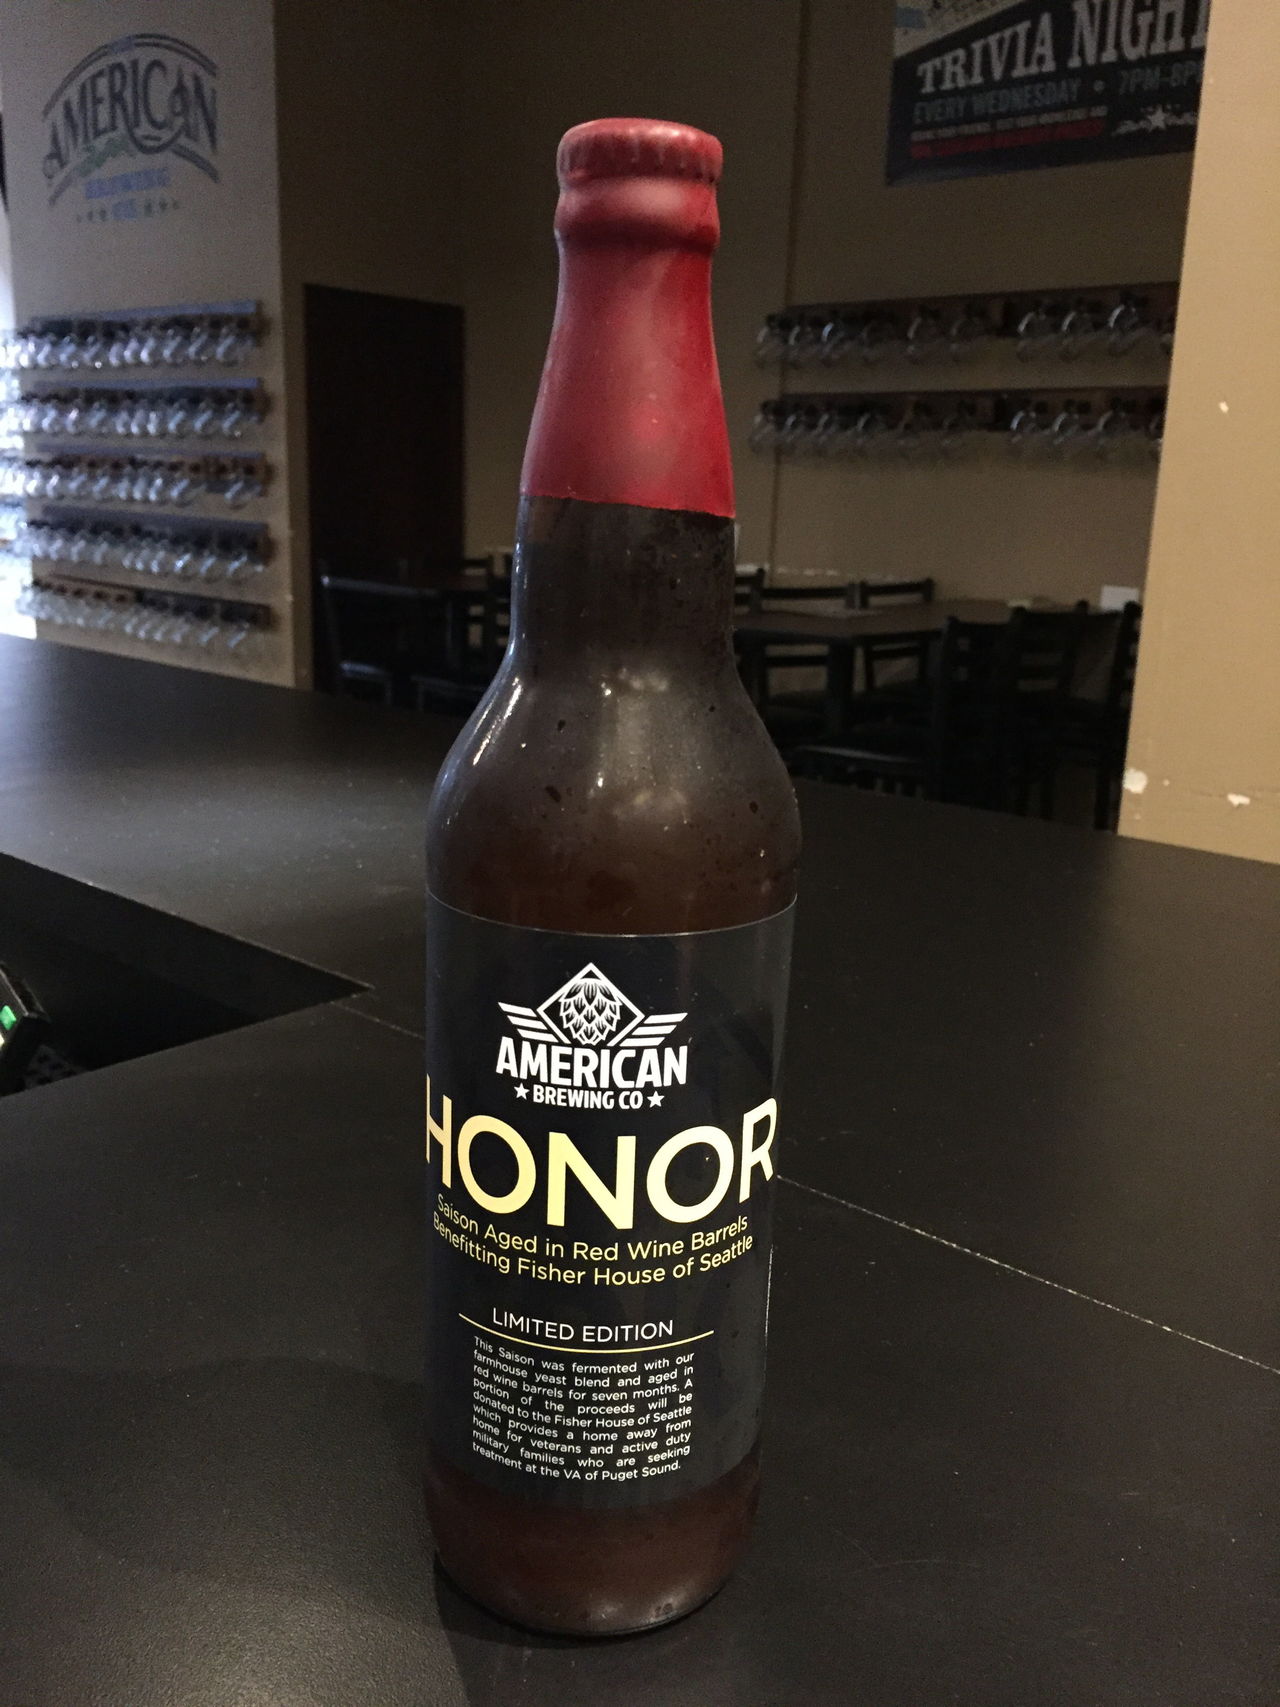 AMERICAN
BREWING
CO
TRIVIA NIGHT
EVERY WEDNESDAY • 7PM-8P
AMERICAN
★ BREWING CO ★
HONOR
Saison Aged in Red Wine Barrels
Benefitting Fisher House of Seattle
LIMITED EDITION
This Saison was fermented with our
farmhouse yeast blend and aged in
red wine barrels for seven months. A
portion of the proceeds will be
donated to the Fisher House of Seattle
which provides a home away from
home for veterans and active duty
military families who are seeking
treatment at the VA of Puget Sound.